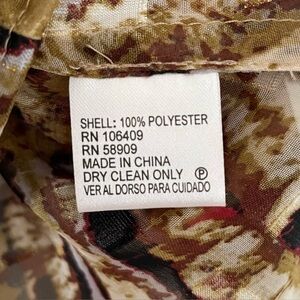 SHELL: 100% POLYESTER
RN 106409
RN 58909
MADE IN CHINA
DRY CLEAN ONLY Ⓟ
VER AL DORSO PARA CUIDADO